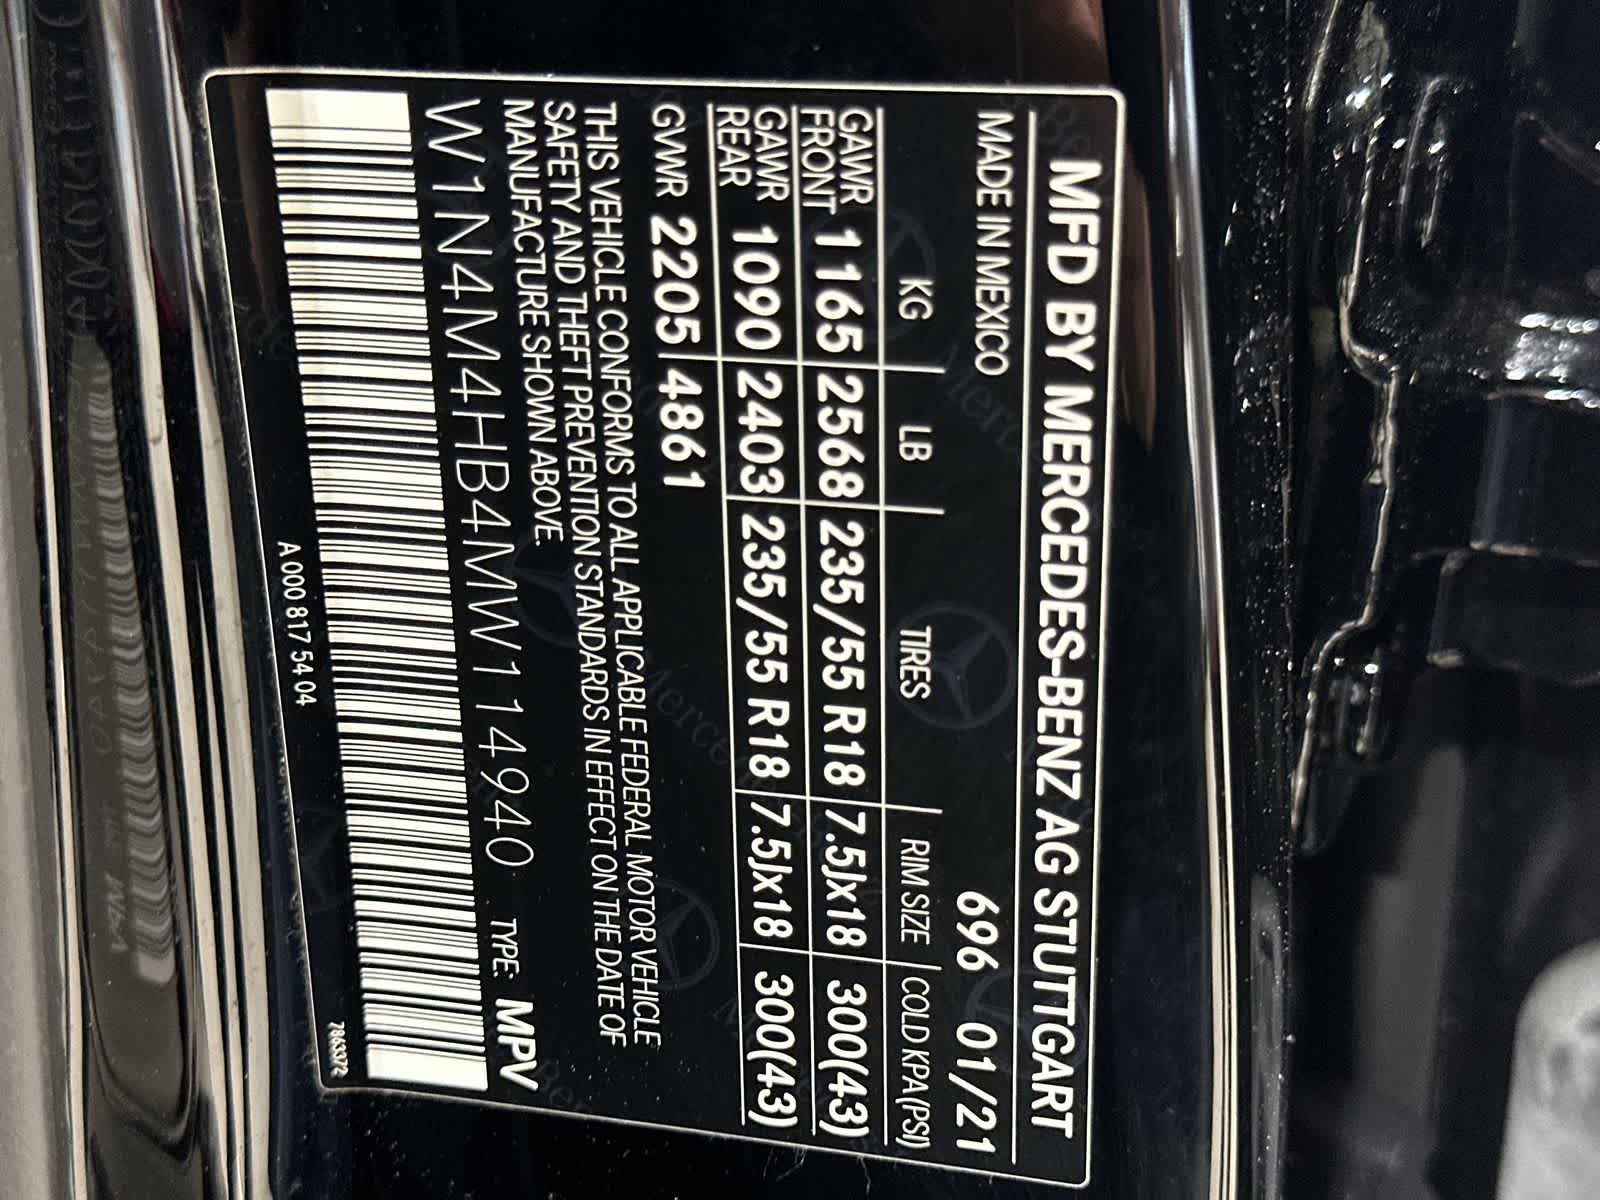 MFD BY MERCEDES-BENZ AG STUTTGART
MADE IN MEXICO 696 01/21
KG LB TIRES RIM SIZE COLD KPA(PSI)
GAWR FRONT 1165 2568 235/55 R18 7.5Jx18 300(43)
GAWR REAR 1090 2403 235/55 R18 7.5Jx18 300(43)
GVWR 2205 4861
THIS VEHICLE CONFORMS TO ALL APPLICABLE FEDERAL MOTOR VEHICLE
SAFETY AND THEFT PREVENTION STANDARDS IN EFFECT ON THE DATE OF
MANUFACTURE SHOWN ABOVE.
W1N4M4HB4MW114940 TYPE: MPV
A 000 817 54 04
7863372